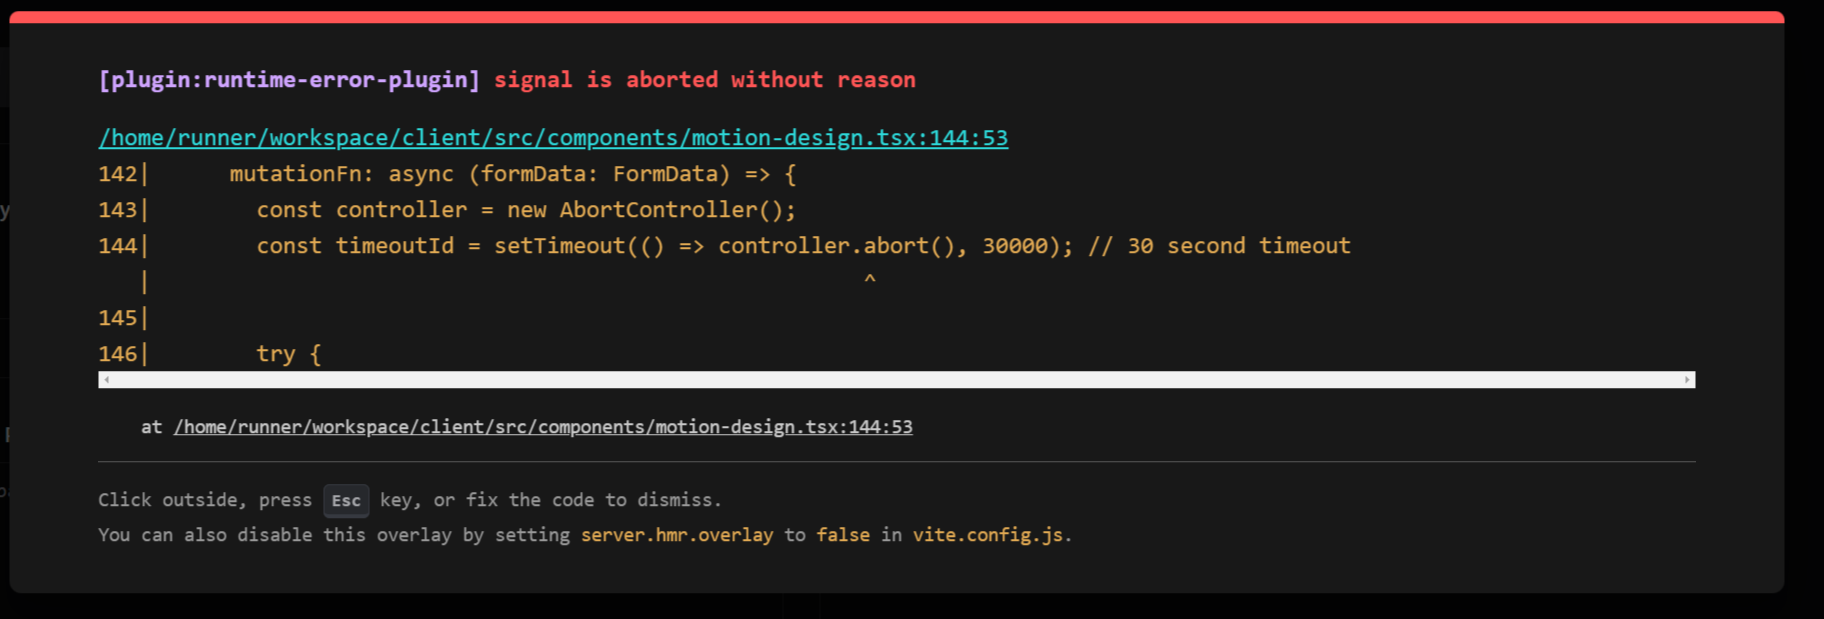 [plugin:runtime-error-plugin] signal is aborted without reason
/home/runner/workspace/client/src/components/motion-design.tsx:144:53
142|      mutationFn: async (formData: FormData) => {
143|        const controller = new AbortController();
144|        const timeoutId = setTimeout(() => controller.abort(), 30000); // 30 second timeout
   |                                                      ^
145|
146|        try {
at /home/runner/workspace/client/src/components/motion-design.tsx:144:53
Click outside, press Esc key, or fix the code to dismiss.
You can also disable this overlay by setting server.hmr.overlay to false in vite.config.js.